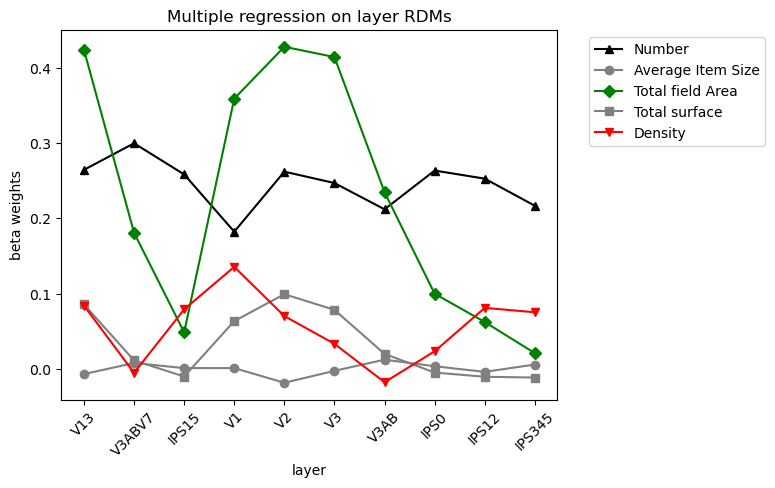 Multiple regression on layer RDMs
Number
Average Item Size
Total field Area
Total surface
Density
beta weights
0.4
0.3
0.2
0.1
0.0
V13
V3ABV7
IPS15
V1
V2
V3
V3AB
IPS0
IPS12
IPS345
layer